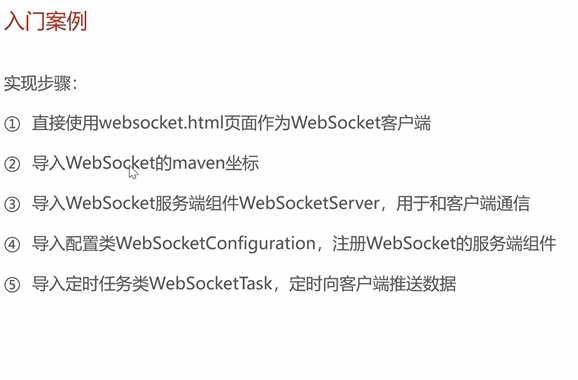 入门案例
实现步骤：
① 直接使用websocket.html页面作为WebSocket客户端
② 导入WebSocket的maven坐标
③ 导入WebSocket服务端组件WebSocketServer，用于和客户端通信
④ 导入配置类WebSocketConfiguration，注册WebSocket的服务端组件
⑤ 导入定时任务类WebSocketTask，定时向客户端推送数据